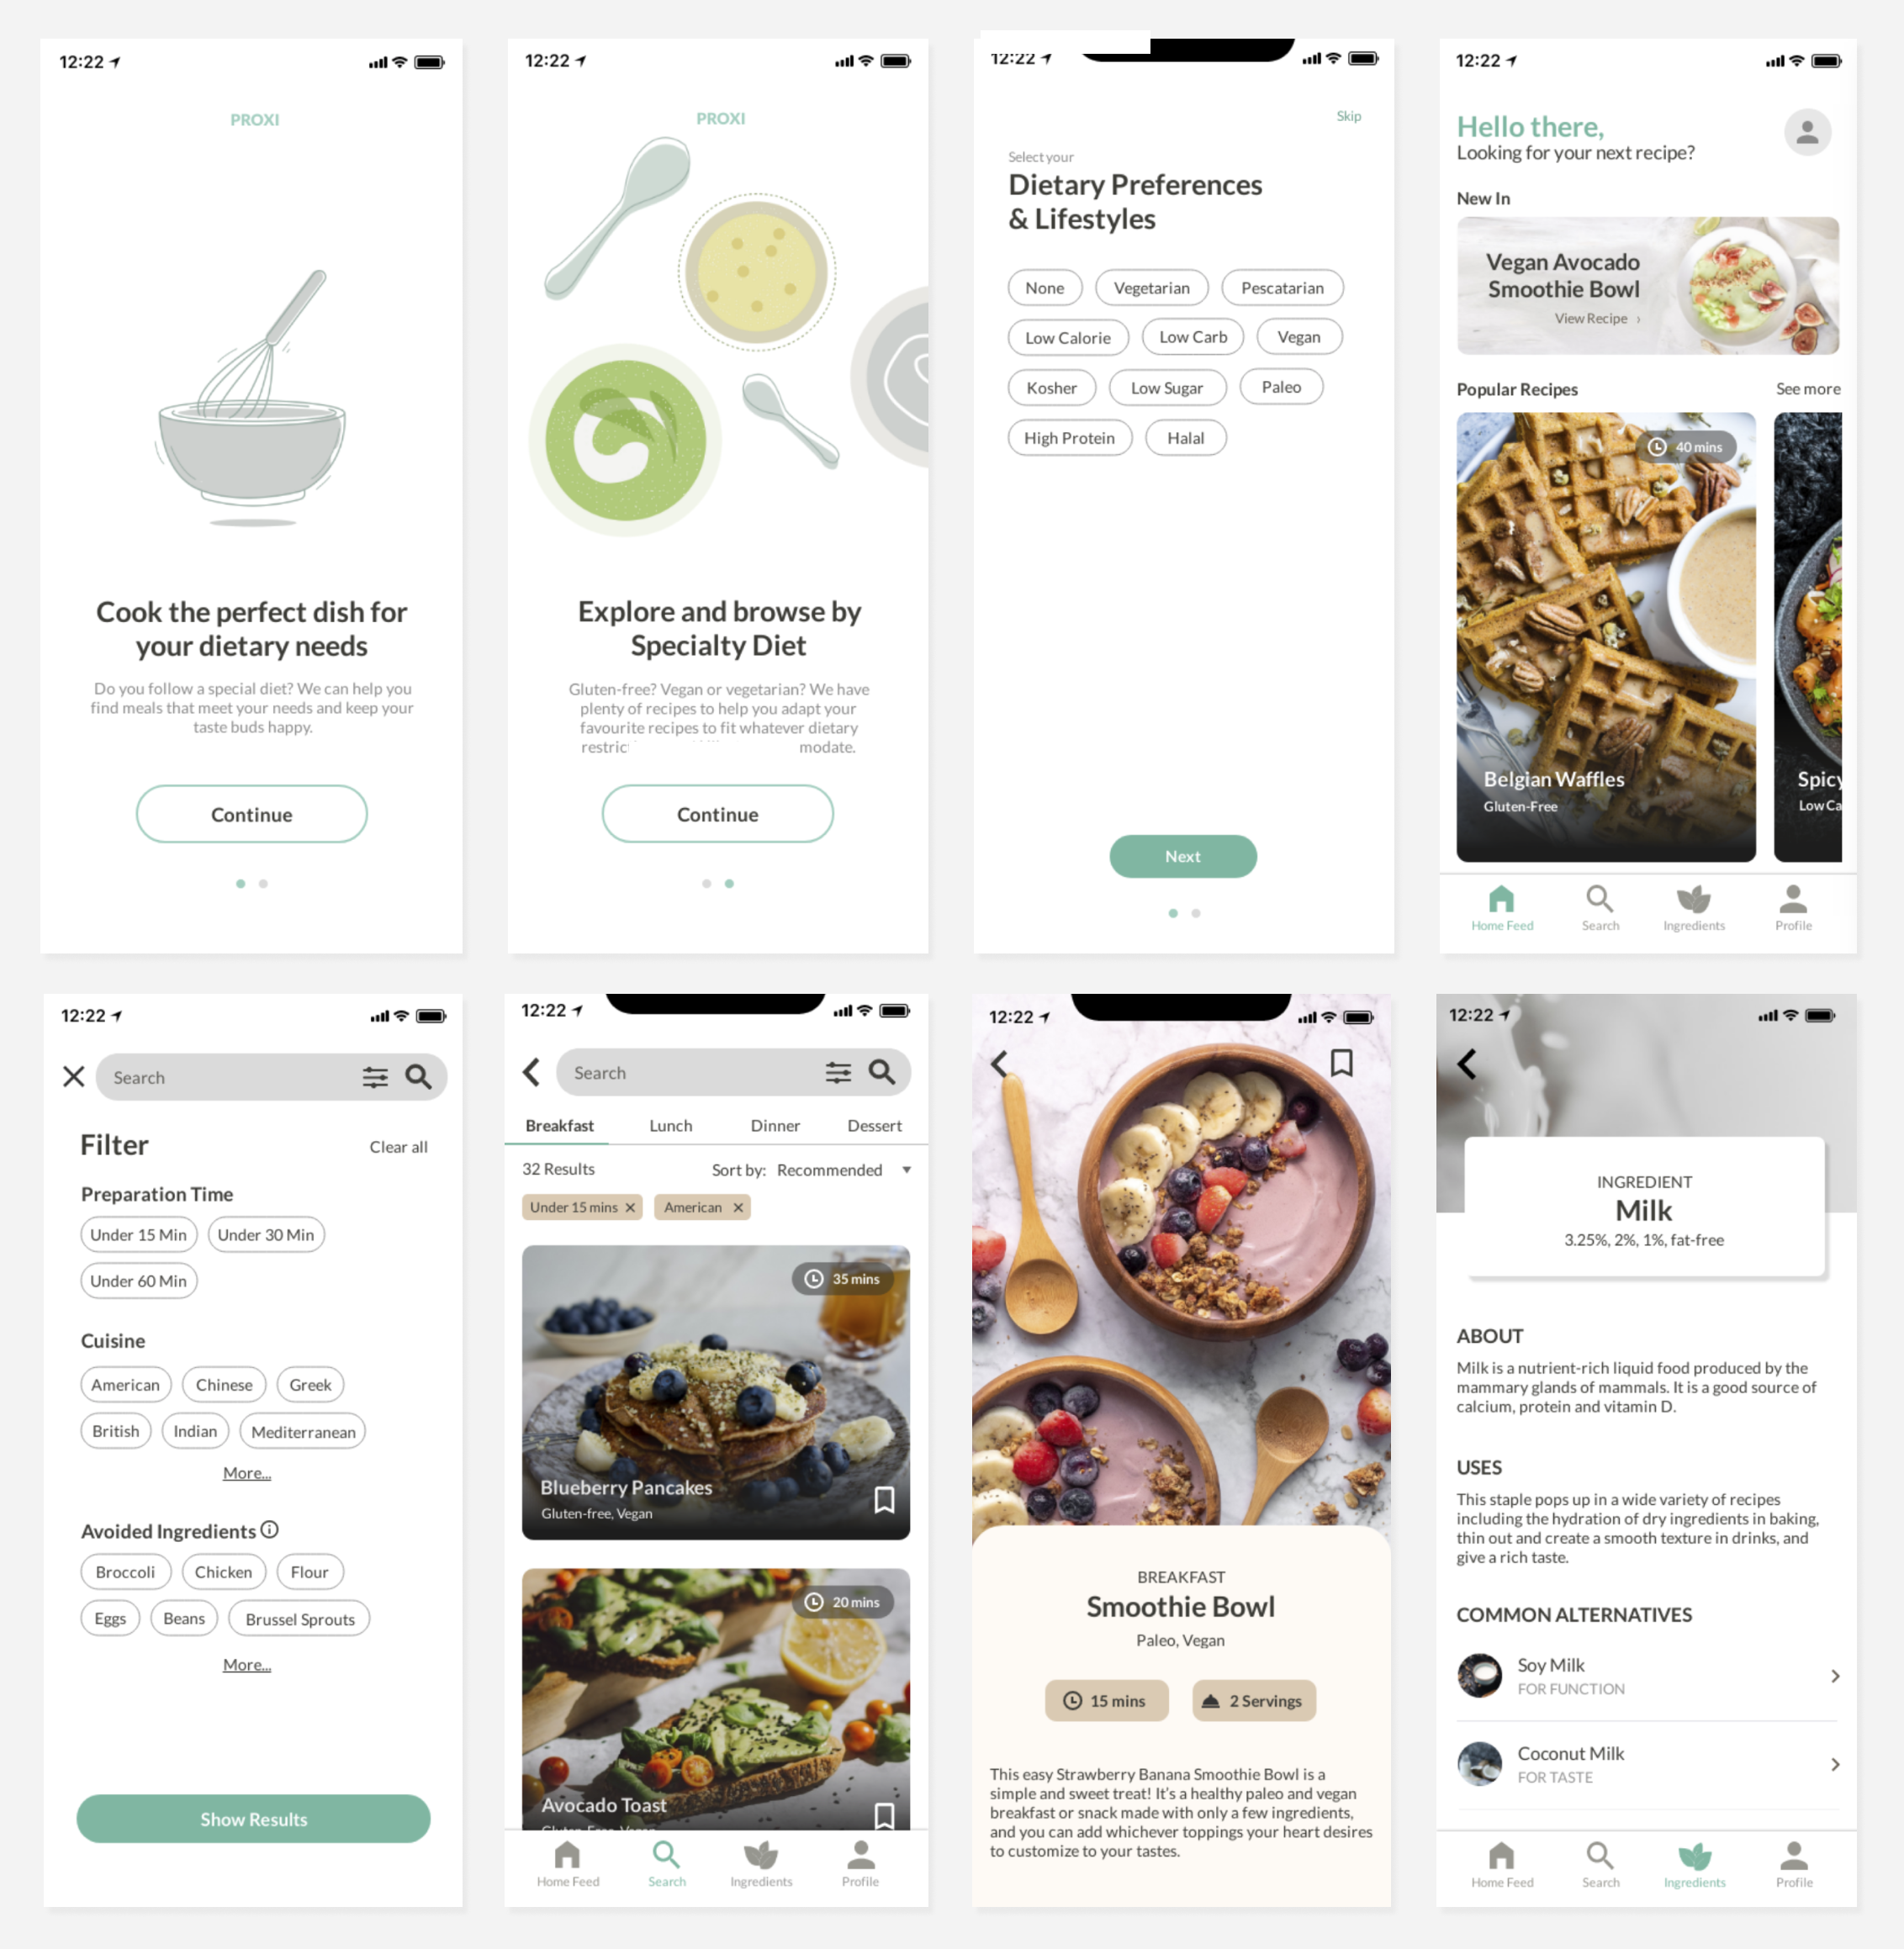 12:22
PROXI
Cook the perfect dish for
your dietary needs
Do you follow a special diet? We can help you
find meals that meet your needs and keep your
taste buds happy.
Continue
12:22
PROXI
Explore and browse by
Specialty Diet
Gluten-free? Vegan or vegetarian? We have
plenty of recipes to help you adapt your
favourite recipes to fit whatever dietary
restric modate.
Continue
12:22
Skip
Select your
Dietary Preferences
& Lifestyles
None Vegetarian Pescatarian
Low Calorie Low Carb Vegan
Kosher Low Sugar Paleo
High Protein Halal
Next
12:22
Hello there,
Looking for your next recipe?
New In
Vegan Avocado
Smoothie Bowl
View Recipe ›
Popular Recipes See more
40 mins
Belgian Waffles Spicy
Gluten-Free Low Ca
Home Feed Search Ingredients Profile
12:22
Search
Filter Clear all
Preparation Time
Under 15 Min Under 30 Min
Under 60 Min
Cuisine
American Chinese Greek
British Indian Mediterranean
More...
Avoided Ingredients
Broccoli Chicken Flour
Eggs Beans Brussel Sprouts
More...
Show Results
12:22
Search
Breakfast Lunch Dinner Dessert
32 Results Sort by: Recommended
Under 15 mins × American ×
35 mins
Blueberry Pancakes
Gluten-free, Vegan
20 mins
Avocado Toast
Gluten-Free, Vegan
Home Feed Search Ingredients Profile
12:22
BREAKFAST
Smoothie Bowl
Paleo, Vegan
15 mins 2 Servings
This easy Strawberry Banana Smoothie Bowl is a
simple and sweet treat! It's a healthy paleo and vegan
breakfast or snack made with only a few ingredients,
and you can add whichever toppings your heart desires
to customize to your tastes.
12:22
INGREDIENT
Milk
3.25%, 2%, 1%, fat-free
ABOUT
Milk is a nutrient-rich liquid food produced by the
mammary glands of mammals. It is a good source of
calcium, protein and vitamin D.
USES
This staple pops up in a wide variety of recipes
including the hydration of dry ingredients in baking,
thin out and create a smooth texture in drinks, and
give a rich taste.
COMMON ALTERNATIVES
Soy Milk
FOR FUNCTION
Coconut Milk
FOR TASTE
Home Feed Search Ingredients Profile